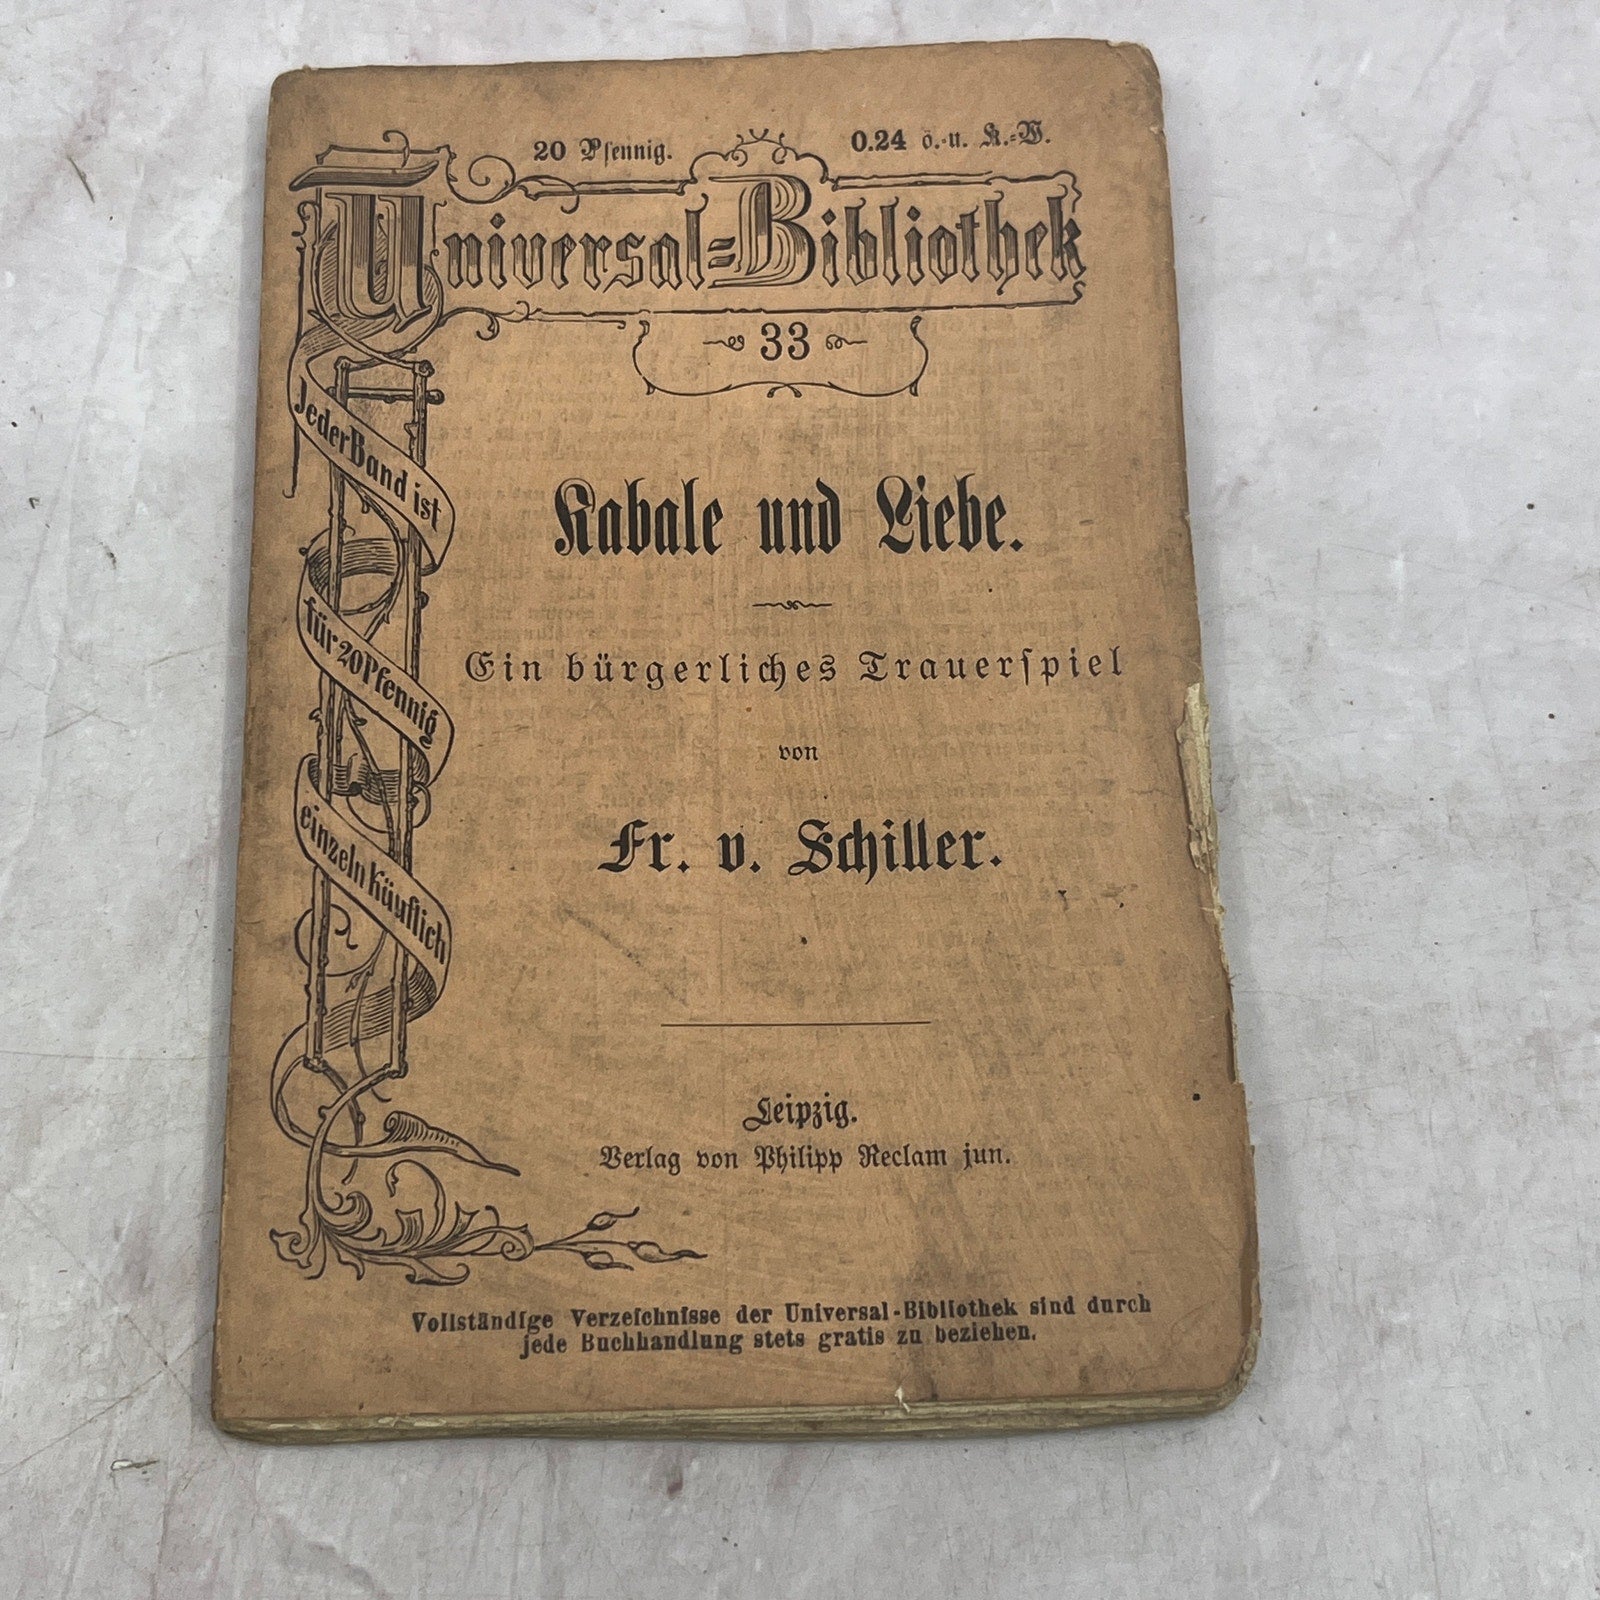 20 Pfennig. 0.24 ö.-u. K.-W.
Universal-Bibliothek
33
Jeder Band ist
für 20 Pfennig
einzeln käuflich
Kabale und Liebe.
Ein bürgerliches Trauerſpiel
von
Fr. v. Schiller.
Leipzig.
Verlag von Philipp Reclam jun.
Vollständige Verzeichnisse der Universal-Bibliothek sind durch
jede Buchhandlung stets gratis zu beziehen.